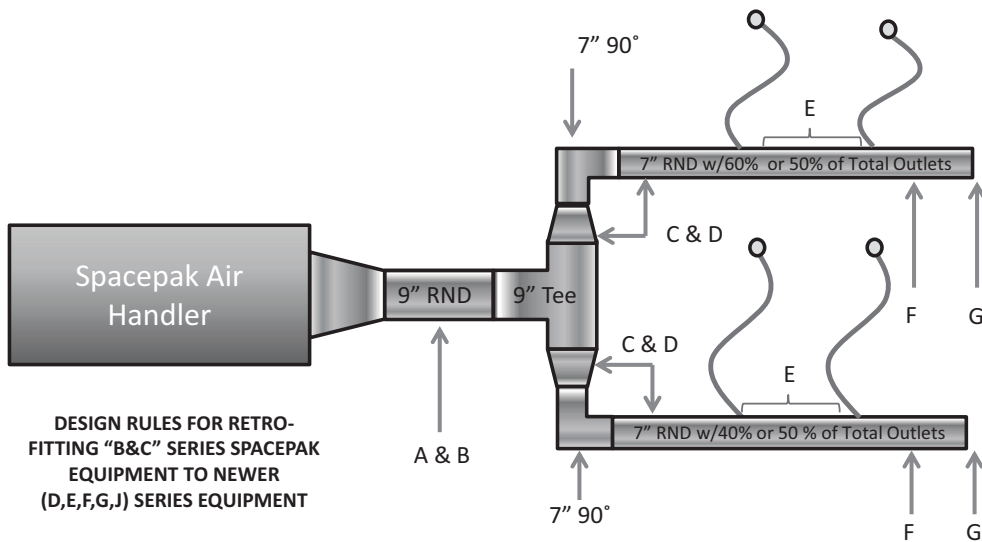 7” 90˚
E
7” RND w/60% or 50% of Total Outlets
C & D
F
G
Spacepak Air
Handler
9” RND
9” Tee
C & D
E
7” RND w/40% or 50 % of Total Outlets
A & B
7” 90˚
F
G
DESIGN RULES FOR RETRO-
FITTING “B&C” SERIES SPACEPAK
EQUIPMENT TO NEWER
(D,E,F,G,J) SERIES EQUIPMENT